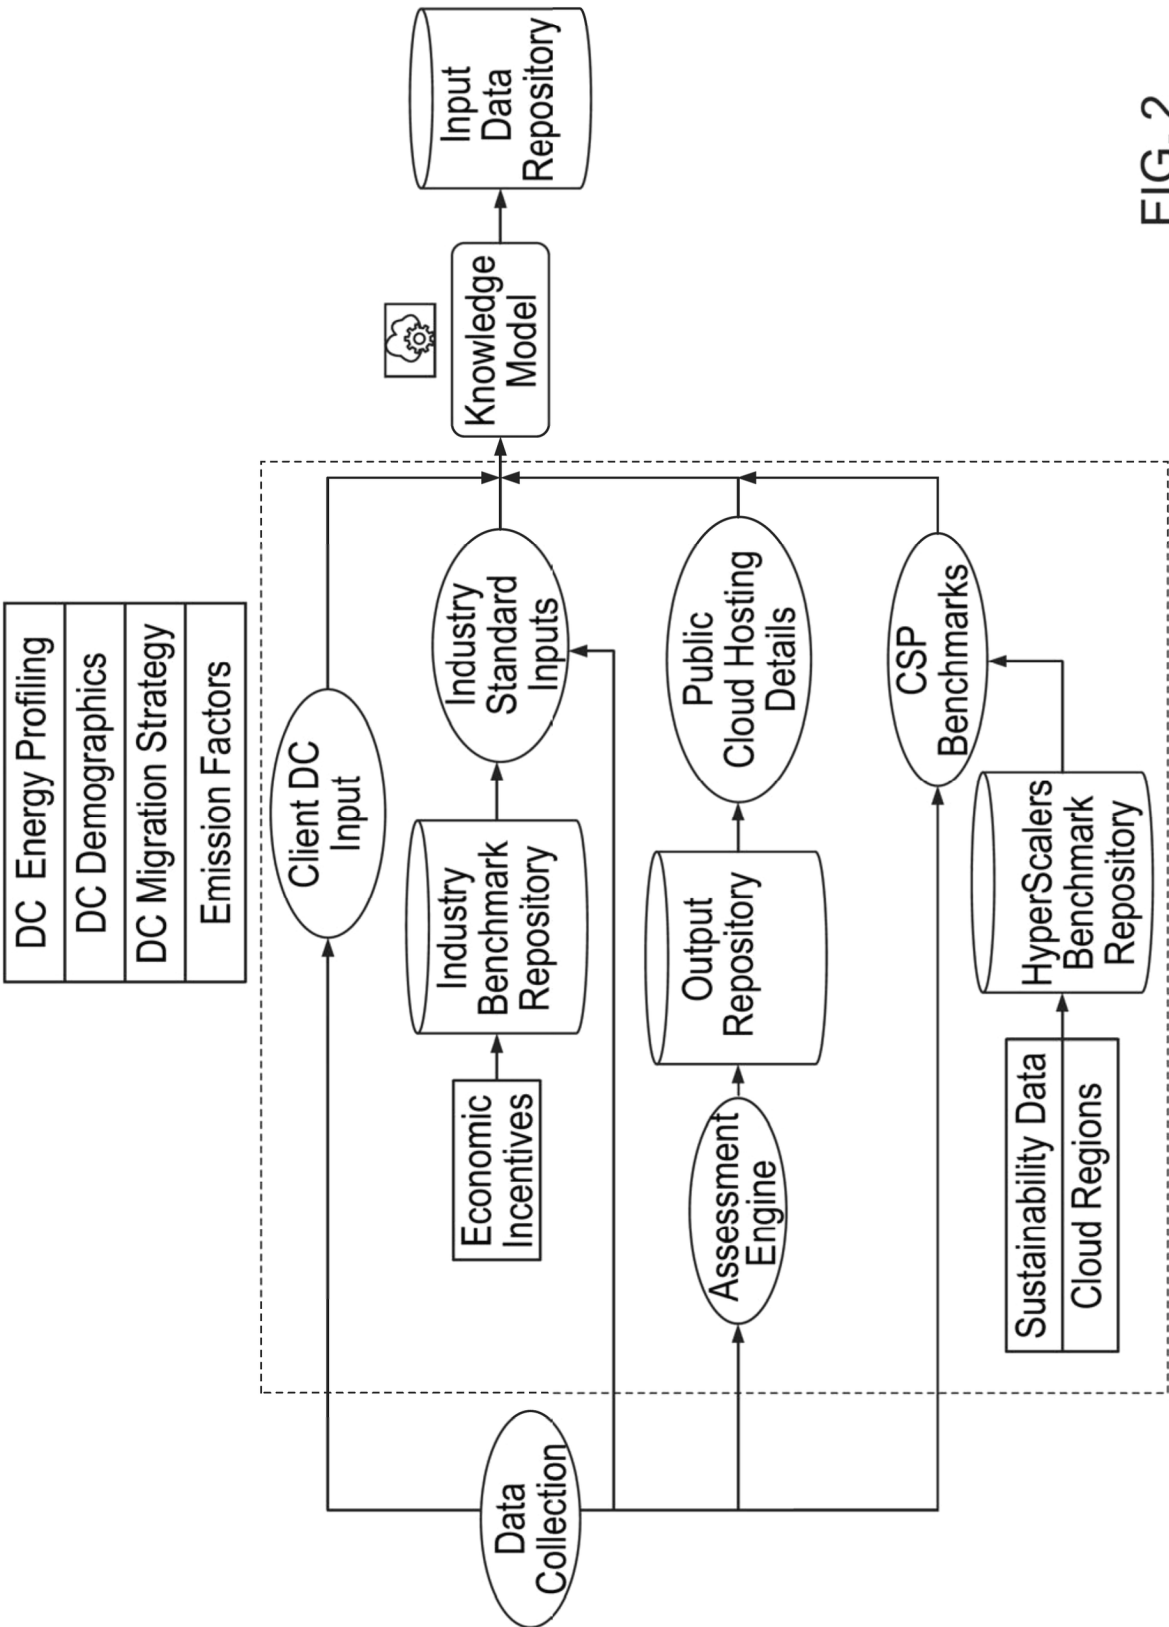 DC Energy Profiling
DC Demographics
DC Migration Strategy
Emission Factors
Data
Collection
Client DC
Input
Economic
Incentives
Industry
Benchmark
Repository
Industry
Standard
Inputs
Assessment
Engine
Output
Repository
Public
Cloud Hosting
Details
Sustainability Data
Cloud Regions
HyperScalers
Benchmark
Repository
CSP
Benchmarks
Knowledge
Model
Input
Data
Repository
FIG. 2